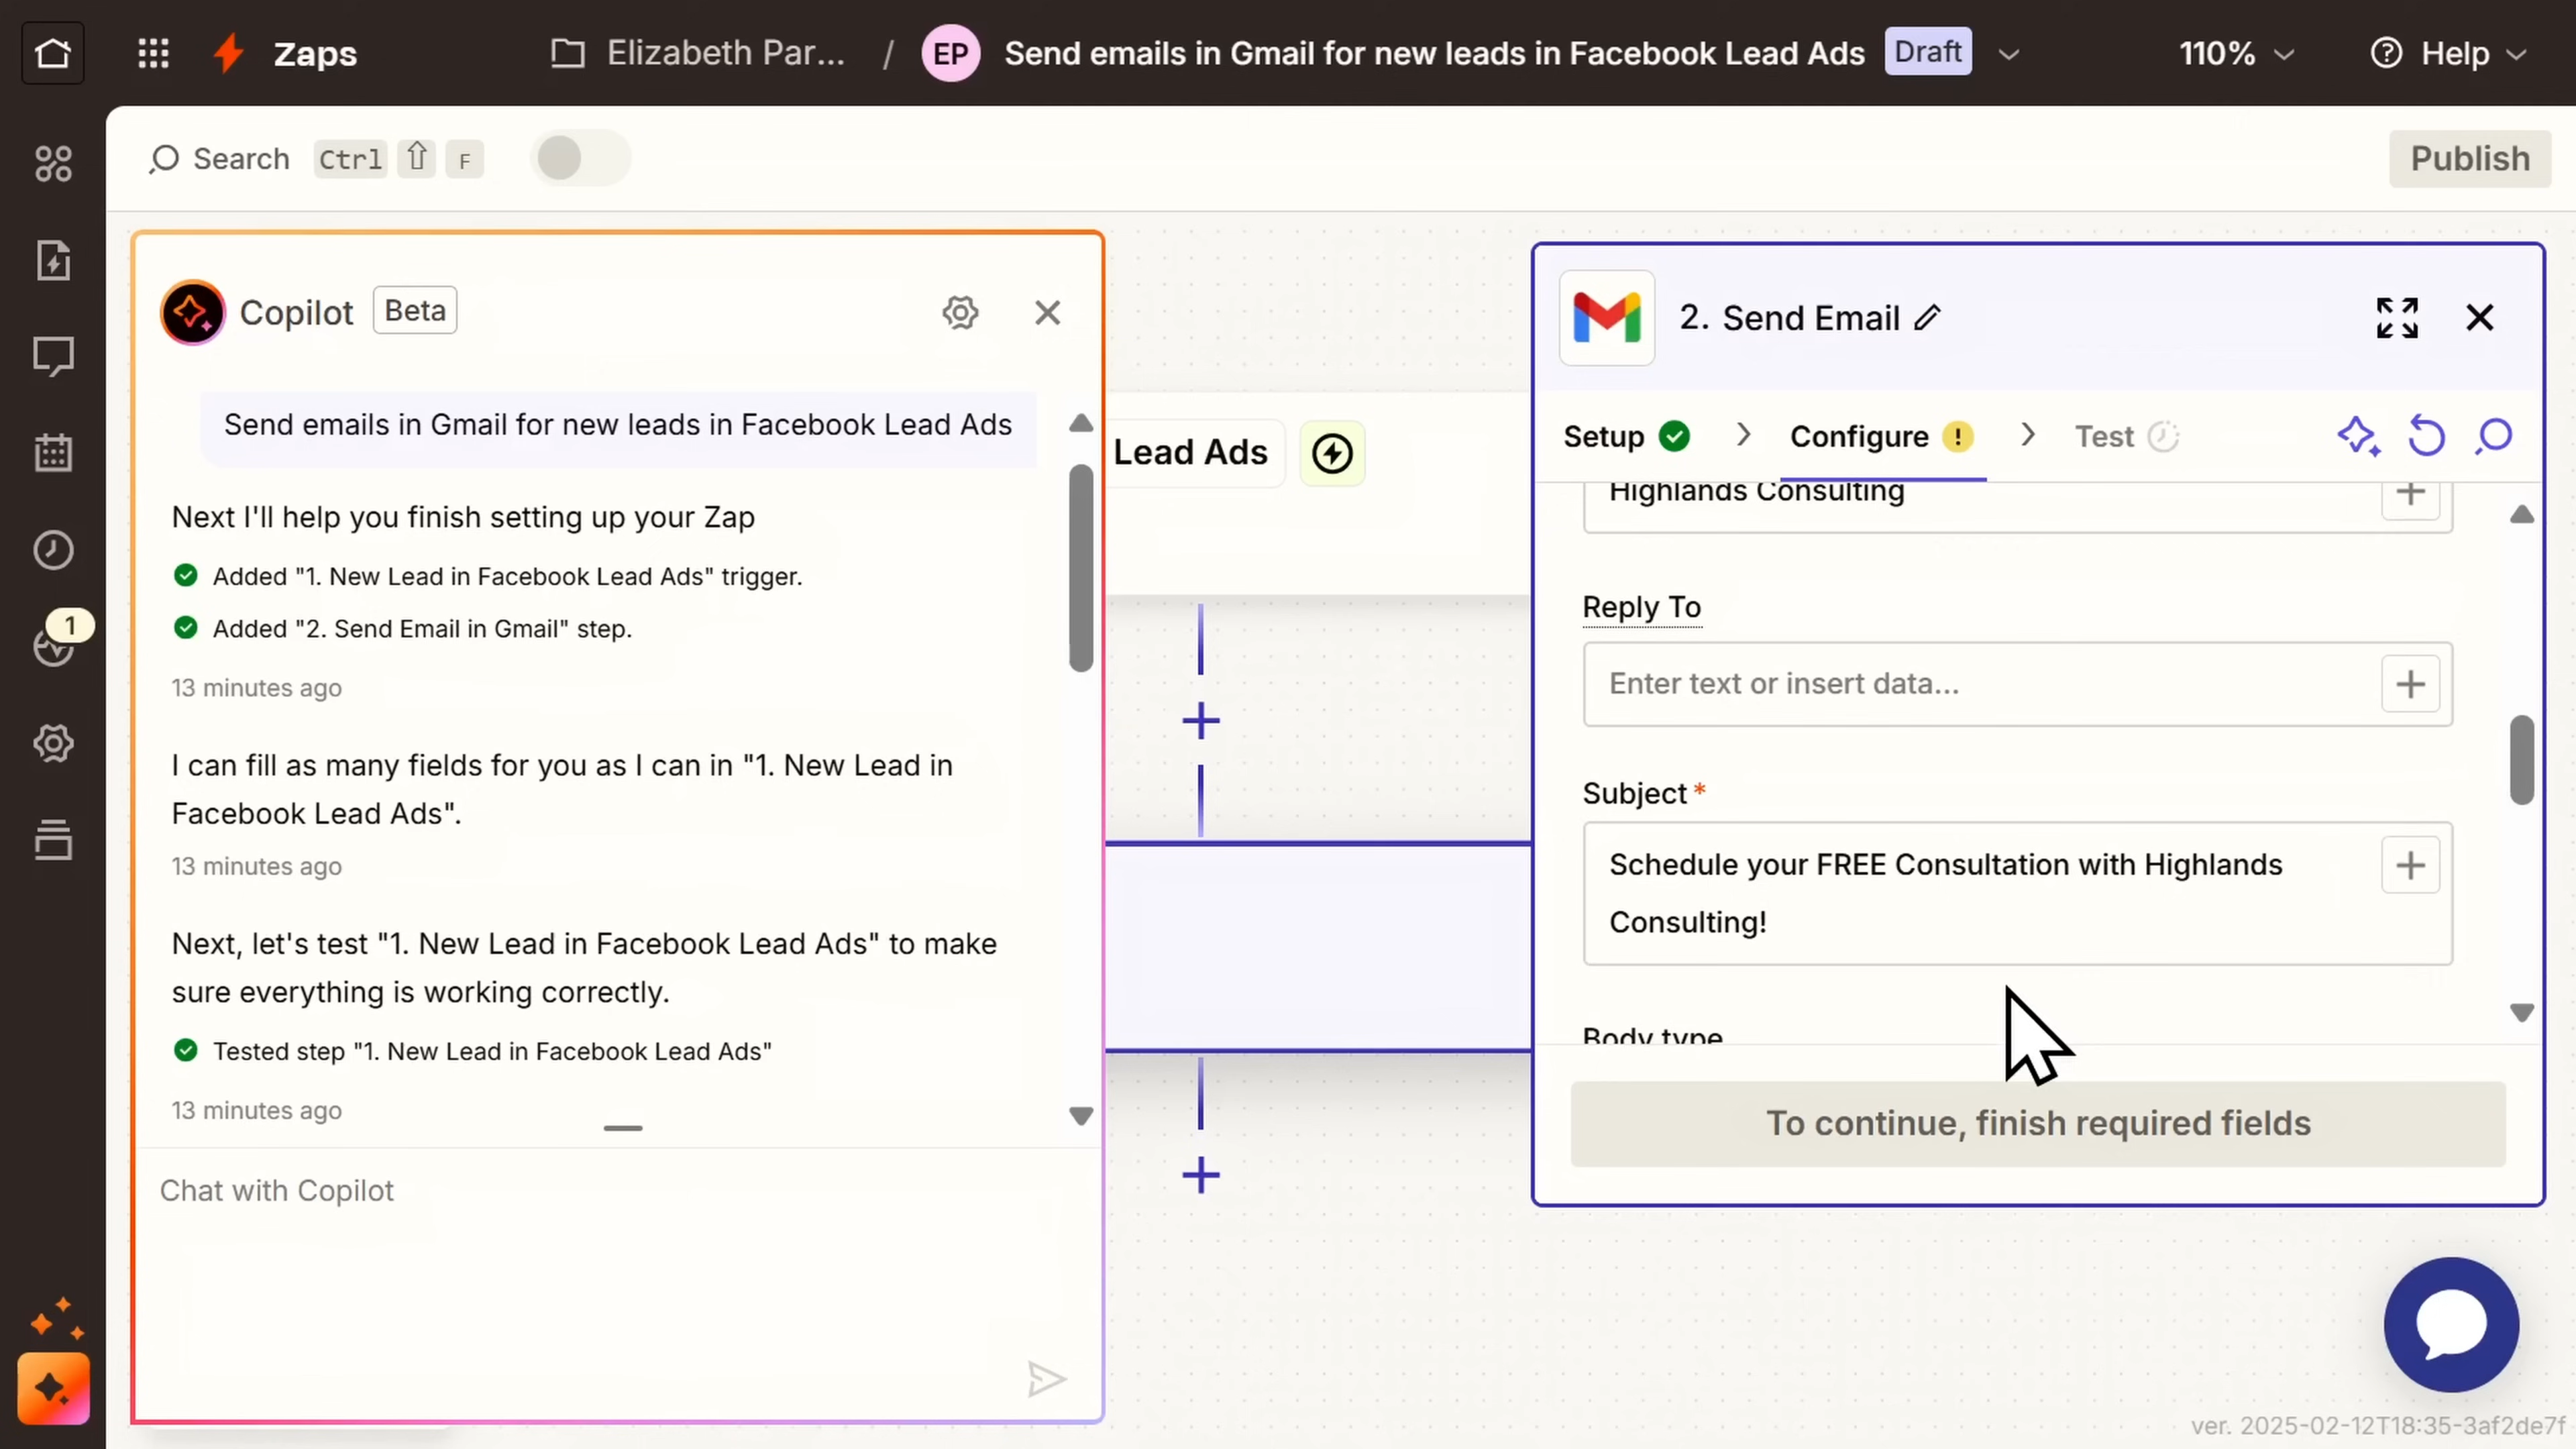 Zaps
Elizabeth Par... / EP Send emails in Gmail for new leads in Facebook Lead Ads Draft
110%
Help
Search Ctrl ⇧ F
Publish
Copilot Beta
Send emails in Gmail for new leads in Facebook Lead Ads
Next I'll help you finish setting up your Zap
Added "1. New Lead in Facebook Lead Ads" trigger.
Added "2. Send Email in Gmail" step.
13 minutes ago
I can fill as many fields for you as I can in "1. New Lead in
Facebook Lead Ads".
13 minutes ago
Next, let's test "1. New Lead in Facebook Lead Ads" to make
sure everything is working correctly.
Tested step "1. New Lead in Facebook Lead Ads"
13 minutes ago
Chat with Copilot
1
Lead Ads
2. Send Email
Setup
Configure
Test
Highlands Consulting
Reply To
Enter text or insert data...
Subject *
Schedule your FREE Consultation with Highlands
Consulting!
Body type
To continue, finish required fields
ver. 2025-02-12T18:35-3af2de7f